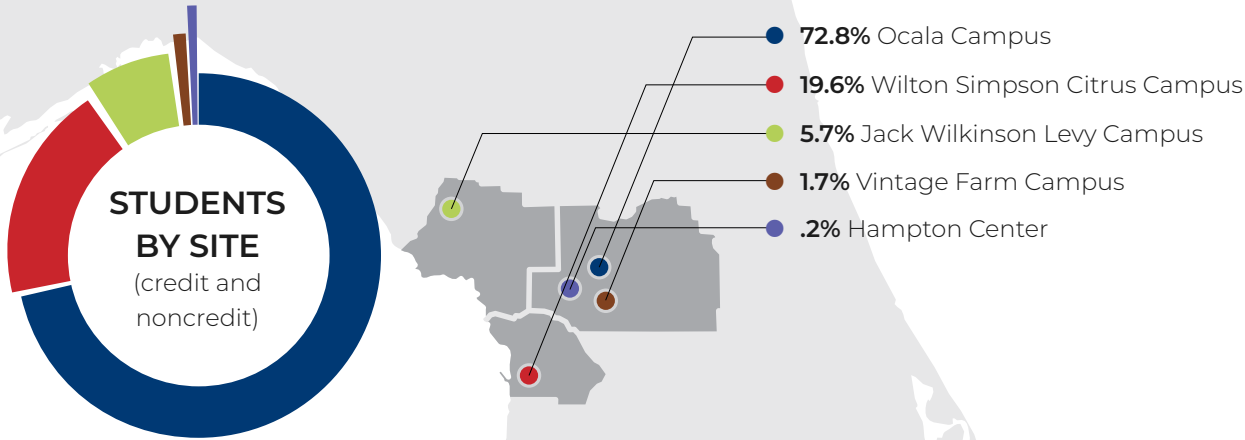 STUDENTS
BY SITE
(credit and
noncredit)
72.8% Ocala Campus
19.6% Wilton Simpson Citrus Campus
5.7% Jack Wilkinson Levy Campus
1.7% Vintage Farm Campus
.2% Hampton Center